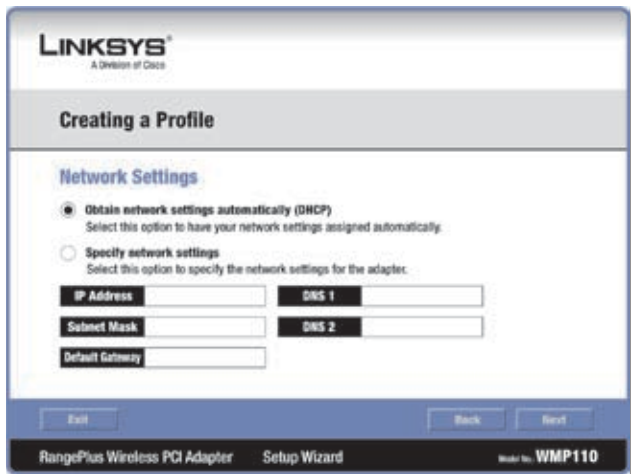 LINKSYS®
A Division of Cisco
Creating a Profile
Network Settings
Obtain network settings automatically (DHCP)
Select this option to have your network settings assigned automatically.
Specify network settings
Select this option to specify the network settings for the adapter.
IP Address
DNS 1
Subnet Mask
DNS 2
Default Gateway
Exit
Back
Next
RangePlus Wireless PCI Adapter Setup Wizard Model No. WMP110